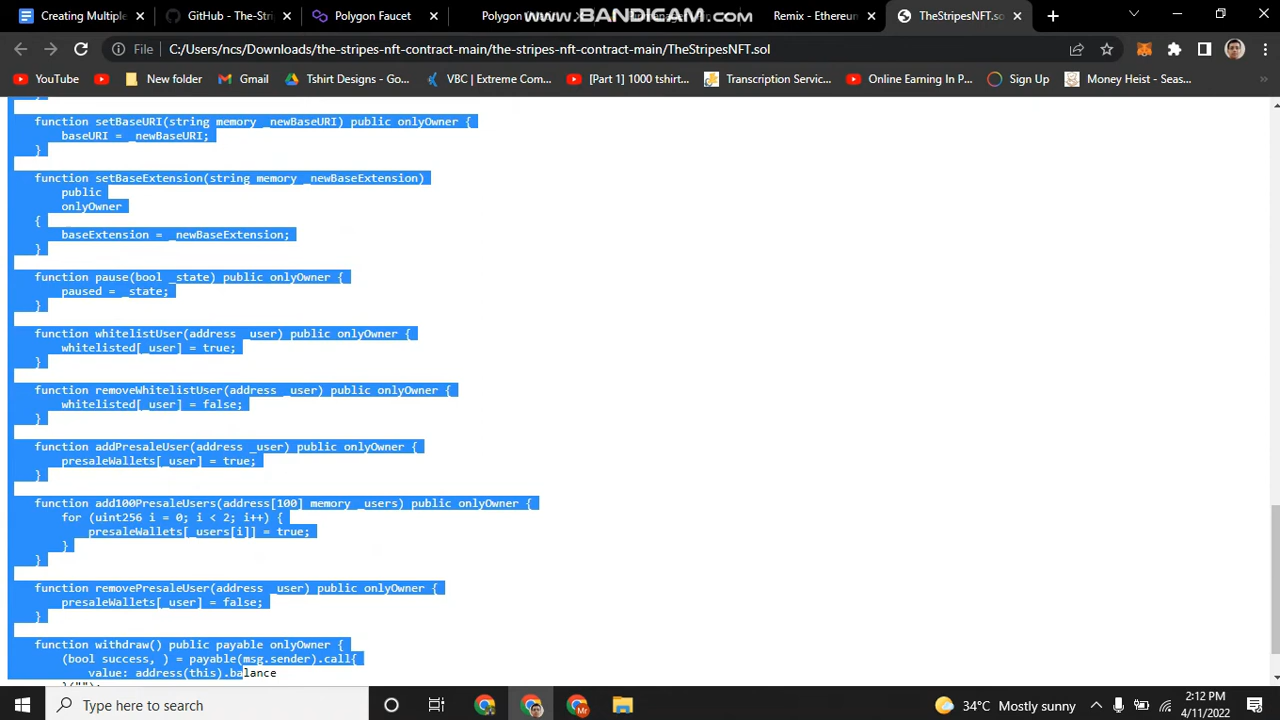 Creating Multiple
GitHub - The-Stri
Polygon Faucet
Polygon
Remix - Ethereum
TheStripesNFT.so
www.BANDICAM.com
File
C:/Users/ncs/Downloads/the-stripes-nft-contract-main/the-stripes-nft-contract-main/TheStripesNFT.sol
YouTube
New folder
Gmail
Tshirt Designs - Go...
VBC | Extreme Com...
[Part 1] 1000 tshirt...
Transcription Servic...
Online Earning In P...
Sign Up
Money Heist - Seas...
}
function setBaseURI(string memory _newBaseURI) public onlyOwner {
baseURI = _newBaseURI;
}
function setBaseExtension(string memory _newBaseExtension)
public
onlyOwner
{
baseExtension = _newBaseExtension;
}
function pause(bool _state) public onlyOwner {
paused = _state;
}
function whitelistUser(address _user) public onlyOwner {
whitelisted[_user] = true;
}
function removeWhitelistUser(address _user) public onlyOwner {
whitelisted[_user] = false;
}
function addPresaleUser(address _user) public onlyOwner {
presaleWallets[_user] = true;
}
function add100PresaleUsers(address[100] memory _users) public onlyOwner {
for (uint256 i = 0; i < 2; i++) {
presaleWallets[_users[i]] = true;
}
}
function removePresaleUser(address _user) public onlyOwner {
presaleWallets[_user] = false;
}
function withdraw() public payable onlyOwner {
(bool success, ) = payable(msg.sender).call{
value: address(this).balance
}("");
Type here to search
34°C Mostly sunny
2:12 PM
4/11/2022